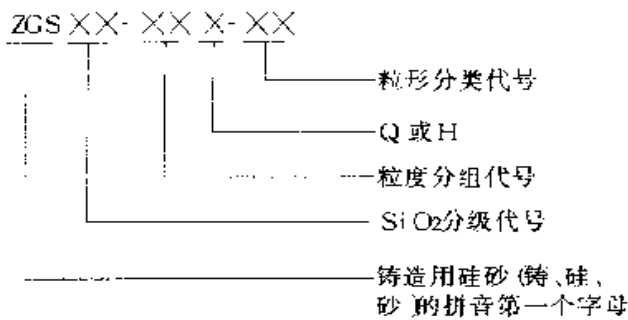 ZGS XX- XX X- XX
粒形分类代号
Q 或 H
粒度分组代号
SiO2分级代号
铸造用硅砂(铸、硅、
砂)的拼音第一个字母